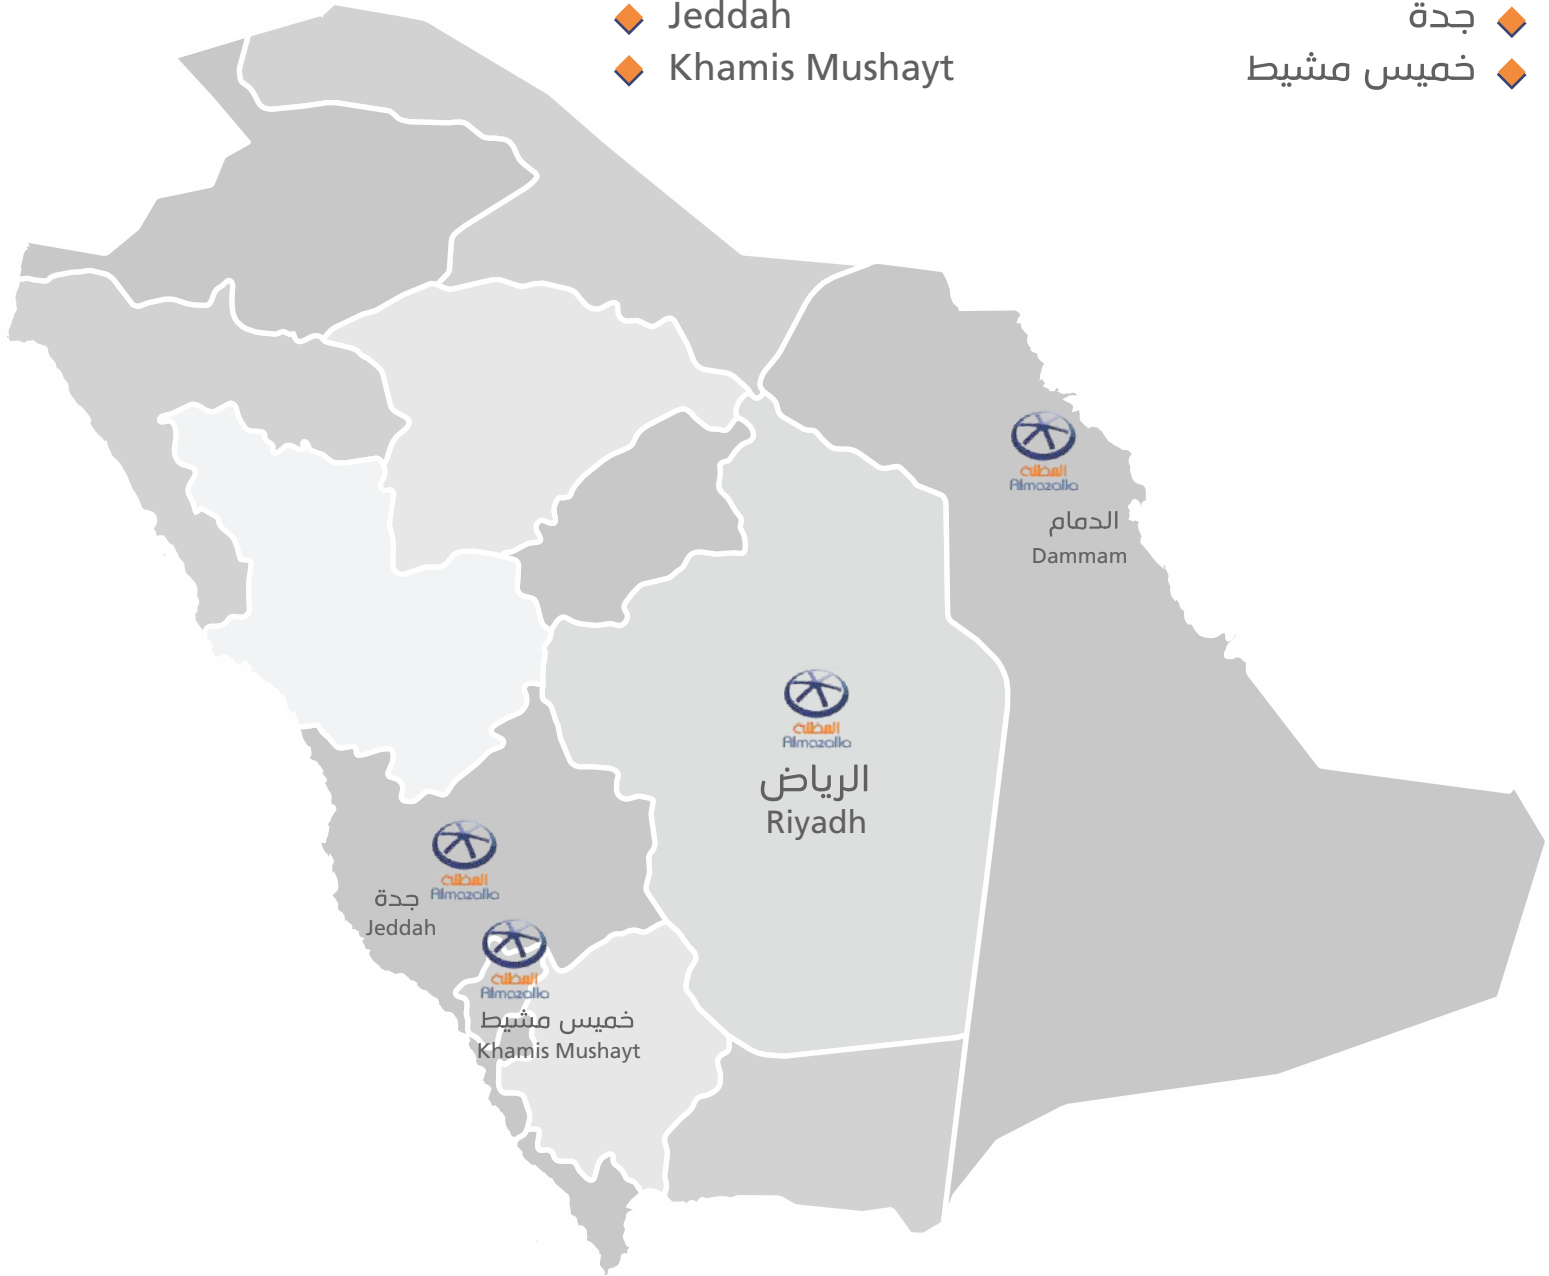 Jeddah
جدة
Khamis Mushayt
خميس مشيط
المظلة
Almazalla
الدمام
Dammam
المظلة
Almazalla
الرياض
Riyadh
المظلة
Almazalla
جدة
Jeddah
المظلة
Almazalla
خميس مشيط
Khamis Mushayt